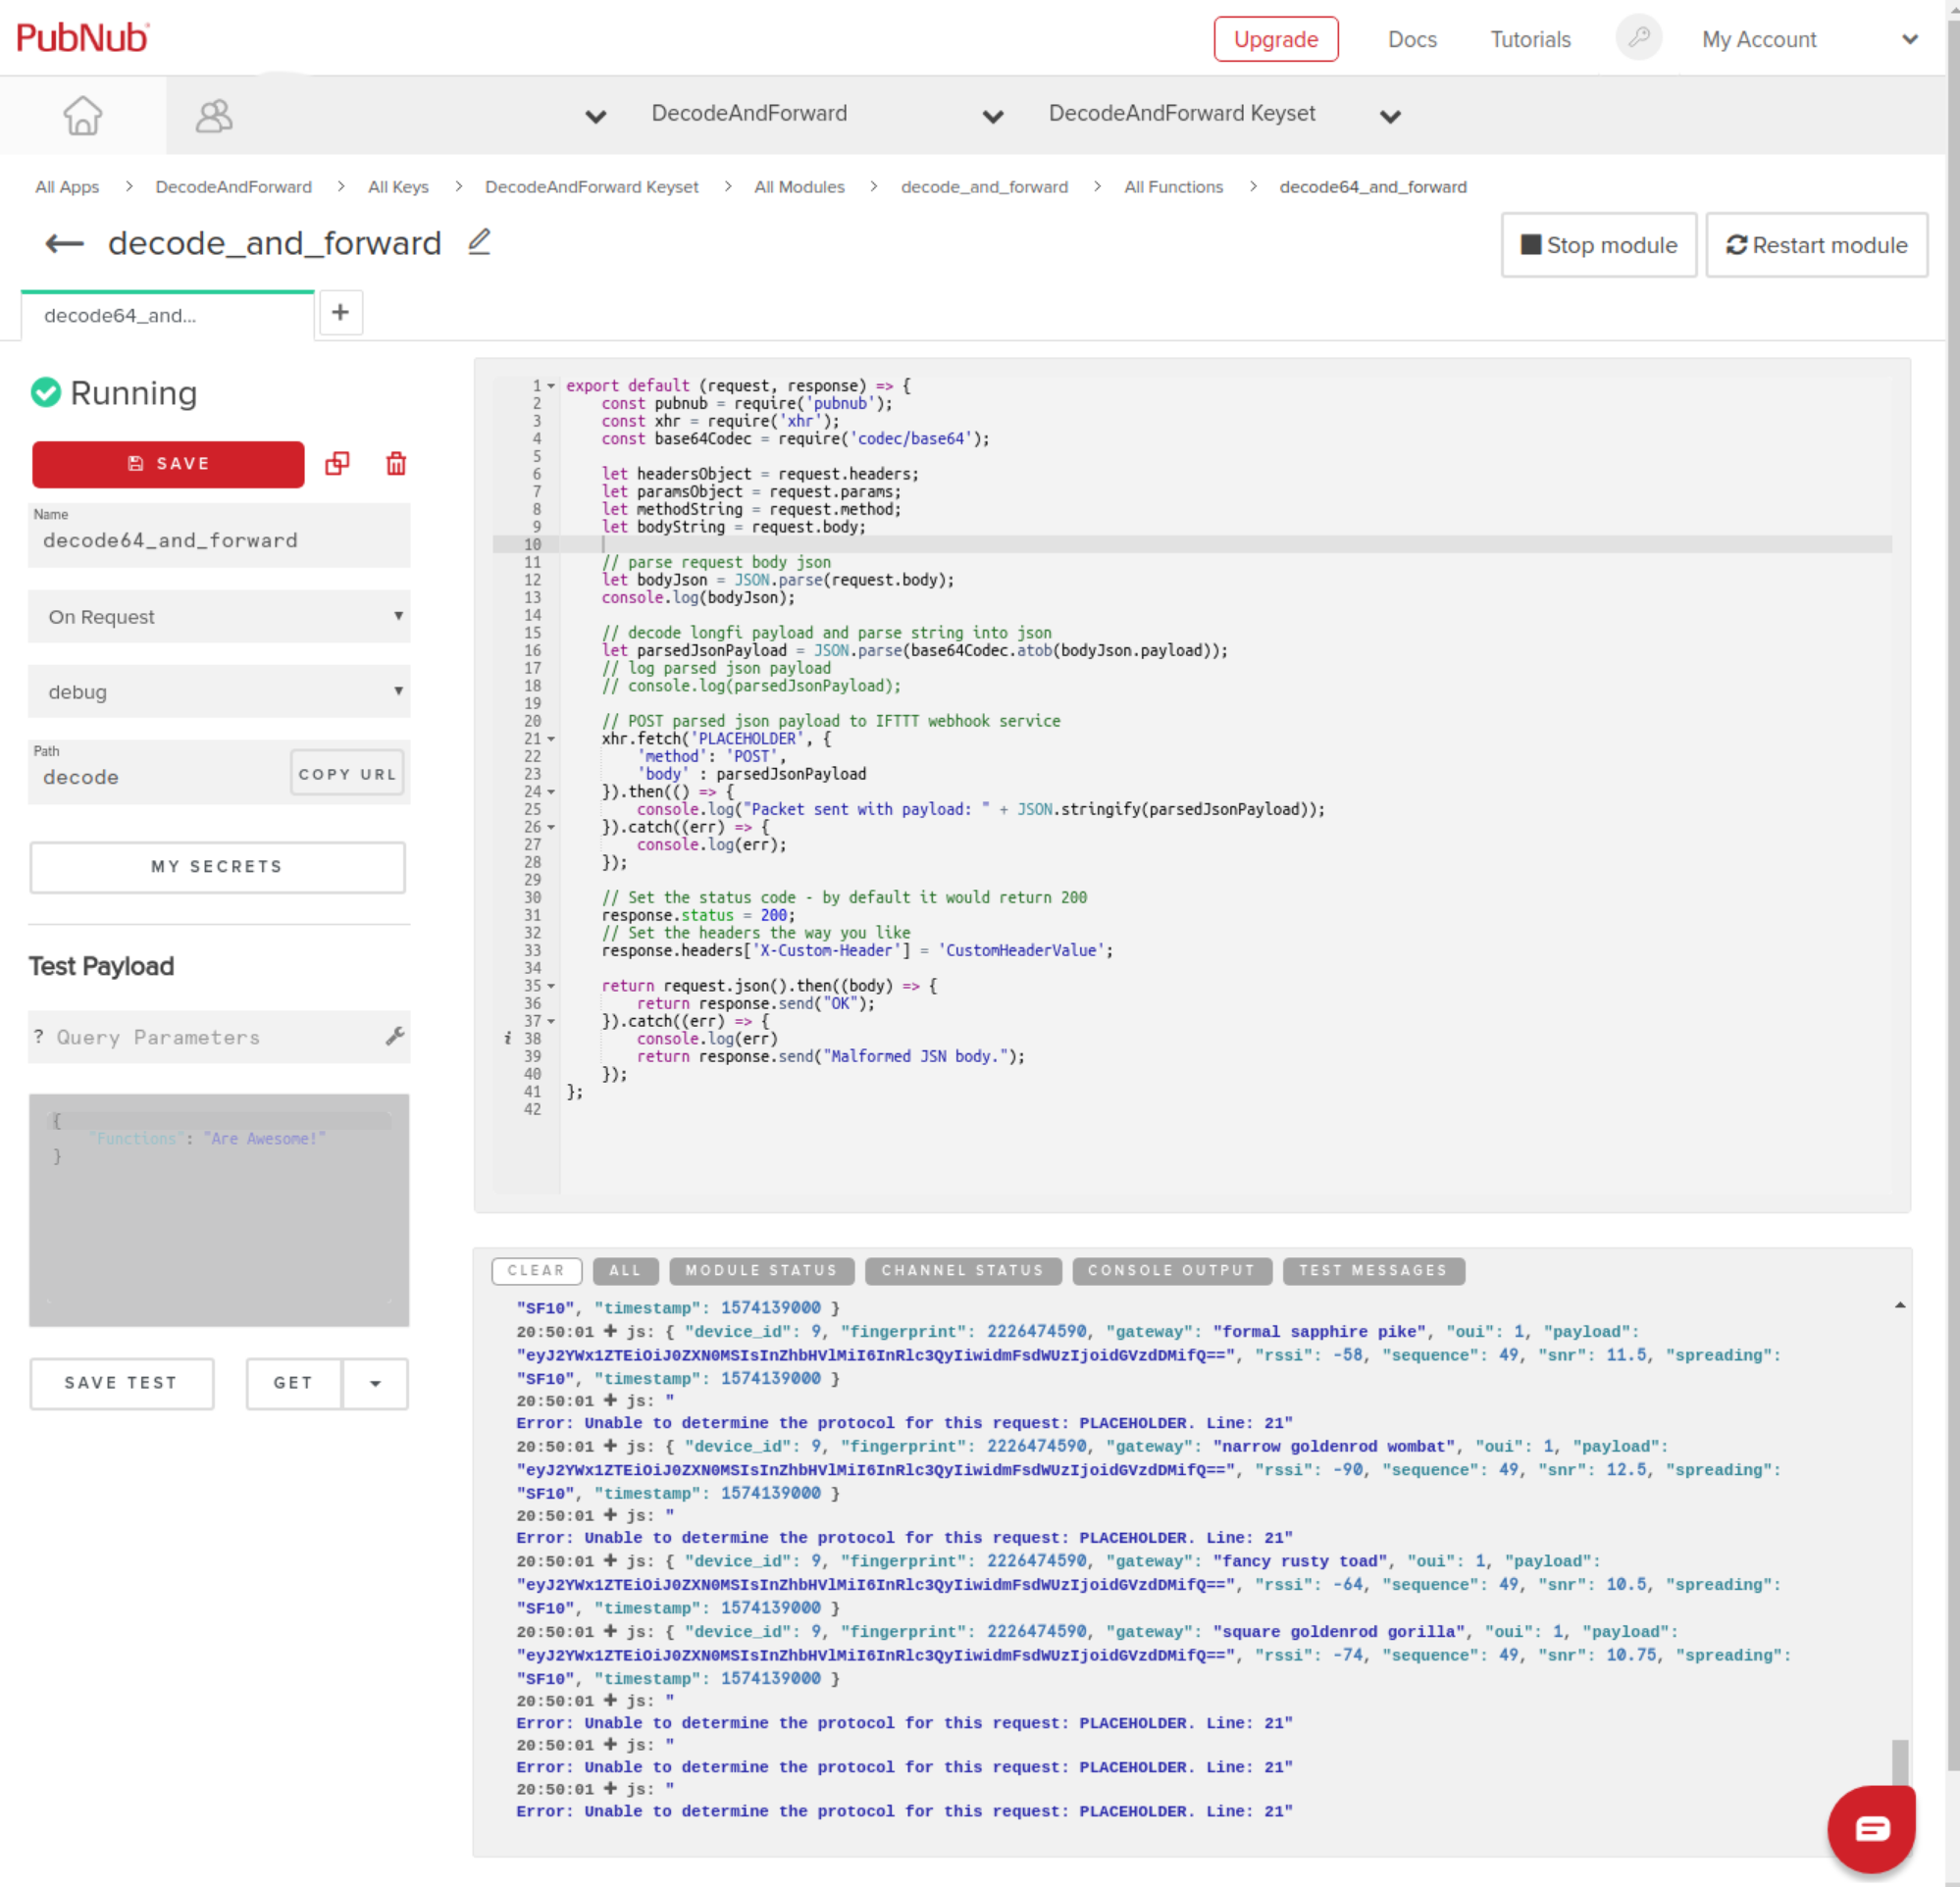 PubNub
Upgrade Docs Tutorials My Account
DecodeAndForward DecodeAndForward Keyset
All Apps > DecodeAndForward > All Keys > DecodeAndForward Keyset > All Modules > decode_and_forward > All Functions > decode64_and_forward
decode_and_forward
Stop module Restart module
decode64_and... +
Running
SAVE
Name
decode64_and_forward
On Request
debug
Path
decode COPY URL
MY SECRETS
Test Payload
? Query Parameters
{
"Functions": "Are Awesome!"
}
SAVE TEST GET
1 export default (request, response) => {
2 const pubnub = require('pubnub');
3 const xhr = require('xhr');
4 const base64Codec = require('codec/base64');
5
6 let headersObject = request.headers;
7 let paramsObject = request.params;
8 let methodString = request.method;
9 let bodyString = request.body;
10
11 // parse request body json
12 let bodyJson = JSON.parse(request.body);
13 console.log(bodyJson);
14
15 // decode longfi payload and parse string into json
16 let parsedJsonPayload = JSON.parse(base64Codec.atob(bodyJson.payload));
17 // log parsed json payload
18 // console.log(parsedJsonPayload);
19
20 // POST parsed json payload to IFTTT webhook service
21 xhr.fetch('PLACEHOLDER', {
22 'method': 'POST',
23 'body' : parsedJsonPayload
24 }).then(() => {
25 console.log("Packet sent with payload: " + JSON.stringify(parsedJsonPayload));
26 }).catch((err) => {
27 console.log(err);
28 });
29
30 // Set the status code - by default it would return 200
31 response.status = 200;
32 // Set the headers the way you like
33 response.headers['X-Custom-Header'] = 'CustomHeaderValue';
34
35 return request.json().then((body) => {
36 return response.send("OK");
37 }).catch((err) => {
i 38 console.log(err)
39 return response.send("Malformed JSN body.");
40 });
41 };
42
CLEAR ALL MODULE STATUS CHANNEL STATUS CONSOLE OUTPUT TEST MESSAGES
"SF10", "timestamp": 1574139000 }
20:50:01 + js: { "device_id": 9, "fingerprint": 2226474590, "gateway": "formal sapphire pike", "oui": 1, "payload":
"eyJ2YWx1ZTEiOiJ0ZXN0MSIsInZhbHVlMiI6InRlc3QyIiwidmFsdWUzIjoidGVzdDMifQ==", "rssi": -58, "sequence": 49, "snr": 11.5, "spreading":
"SF10", "timestamp": 1574139000 }
20:50:01 + js: "
Error: Unable to determine the protocol for this request: PLACEHOLDER. Line: 21"
20:50:01 + js: { "device_id": 9, "fingerprint": 2226474590, "gateway": "narrow goldenrod wombat", "oui": 1, "payload":
"eyJ2YWx1ZTEiOiJ0ZXN0MSIsInZhbHVlMiI6InRlc3QyIiwidmFsdWUzIjoidGVzdDMifQ==", "rssi": -90, "sequence": 49, "snr": 12.5, "spreading":
"SF10", "timestamp": 1574139000 }
20:50:01 + js: "
Error: Unable to determine the protocol for this request: PLACEHOLDER. Line: 21"
20:50:01 + js: { "device_id": 9, "fingerprint": 2226474590, "gateway": "fancy rusty toad", "oui": 1, "payload":
"eyJ2YWx1ZTEiOiJ0ZXN0MSIsInZhbHVlMiI6InRlc3QyIiwidmFsdWUzIjoidGVzdDMifQ==", "rssi": -64, "sequence": 49, "snr": 10.5, "spreading":
"SF10", "timestamp": 1574139000 }
20:50:01 + js: { "device_id": 9, "fingerprint": 2226474590, "gateway": "square goldenrod gorilla", "oui": 1, "payload":
"eyJ2YWx1ZTEiOiJ0ZXN0MSIsInZhbHVlMiI6InRlc3QyIiwidmFsdWUzIjoidGVzdDMifQ==", "rssi": -74, "sequence": 49, "snr": 10.75, "spreading":
"SF10", "timestamp": 1574139000 }
20:50:01 + js: "
Error: Unable to determine the protocol for this request: PLACEHOLDER. Line: 21"
20:50:01 + js: "
Error: Unable to determine the protocol for this request: PLACEHOLDER. Line: 21"
20:50:01 + js: "
Error: Unable to determine the protocol for this request: PLACEHOLDER. Line: 21"